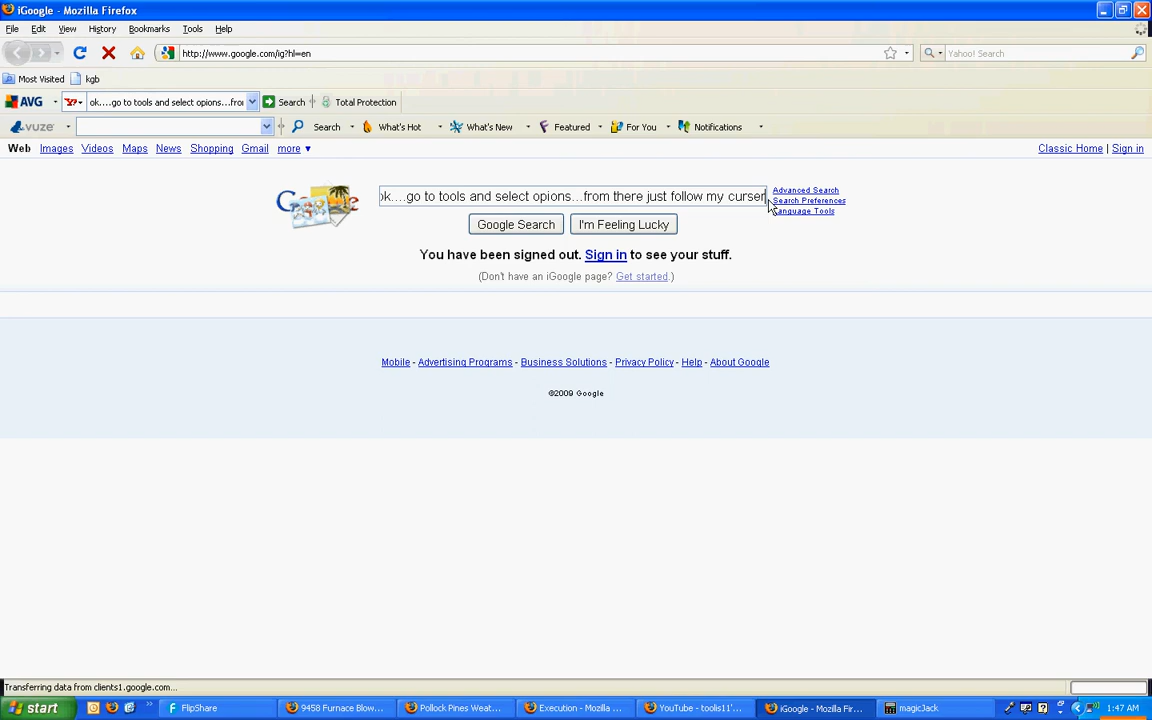 iGoogle - Mozilla Firefox
File Edit View History Bookmarks Tools Help
http://www.google.com/ig?hl=en Yahoo! Search
Most Visited kgb
AVG Y! ok....go to tools and select opions...fro Search Total Protection
vuze Search What's Hot What's New Featured For You Notifications
Web Images Videos Maps News Shopping Gmail more ▼ Classic Home | Sign in
ok....go to tools and select opions...from there just follow my curser
Advanced Search
Search Preferences
Language Tools
Google Search I'm Feeling Lucky
You have been signed out. Sign in to see your stuff.
(Don't have an iGoogle page? Get started.)
Mobile - Advertising Programs - Business Solutions - Privacy Policy - Help - About Google
©2009 Google
Transferring data from clients1.google.com...
start FlipShare 9458 Furnace Blow... Pollock Pines Weat... Execution - Mozilla ... YouTube - toolis11'... iGoogle - Mozilla Fir... magicJack 1:47 AM